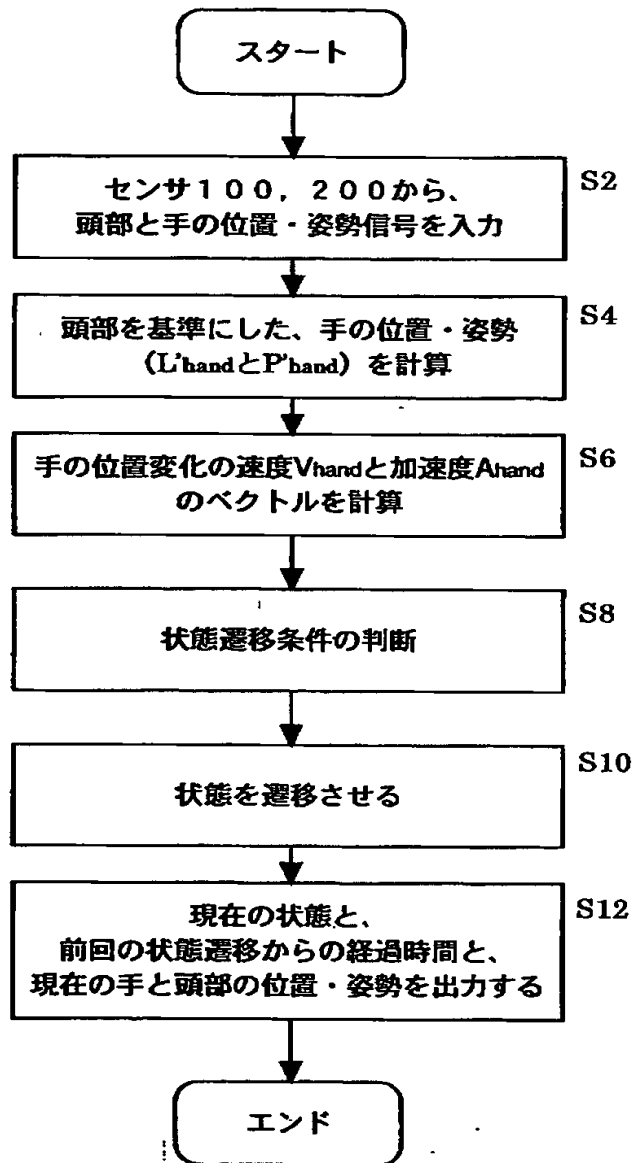 スタート
センサ１００，２００から、
頭部と手の位置・姿勢信号を入力
S2
頭部を基準にした、手の位置・姿勢
（L'handとP'hand）を計算
S4
手の位置変化の速度Vhandと加速度Ahand
のベクトルを計算
S6
状態遷移条件の判断
S8
状態を遷移させる
S10
現在の状態と、
前回の状態遷移からの経過時間と、
現在の手と頭部の位置・姿勢を出力する
S12
エンド